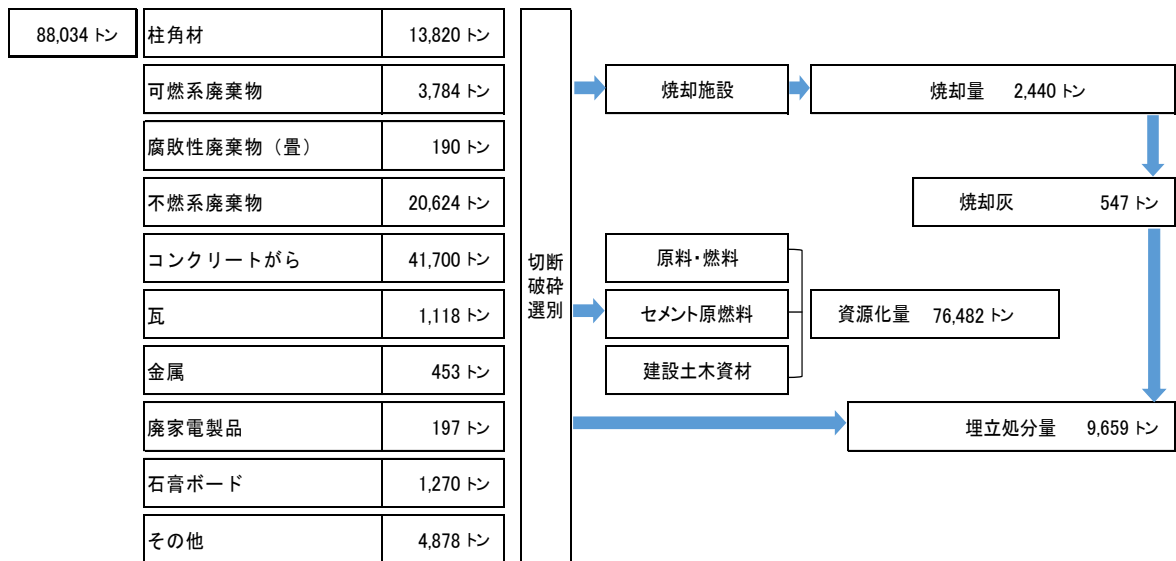 88,034 トン
柱角材 13,820 トン
可燃系廃棄物 3,784 トン
腐敗性廃棄物（畳） 190 トン
不燃系廃棄物 20,624 トン
コンクリートがら 41,700 トン
瓦 1,118 トン
金属 453 トン
廃家電製品 197 トン
石膏ボード 1,270 トン
その他 4,878 トン
切断
破砕
選別
焼却施設
焼却量 2,440 トン
焼却灰 547 トン
原料・燃料
セメント原燃料
建設土木資材
資源化量 76,482 トン
埋立処分量 9,659 トン